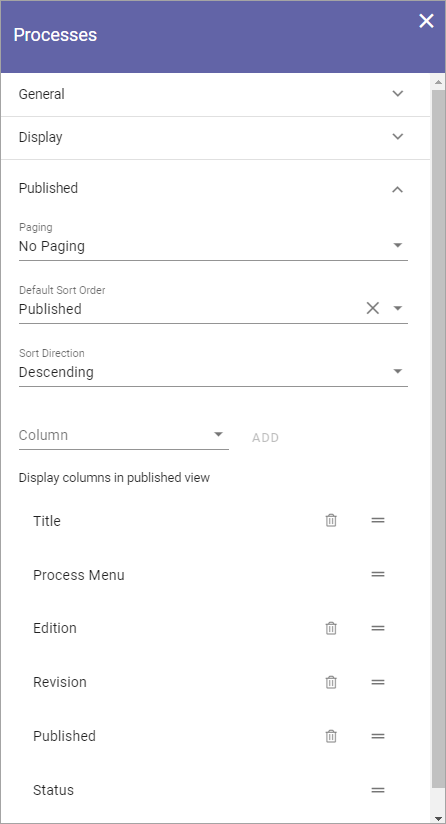 Processes
General
Display
Published
Paging
No Paging
Default Sort Order
Published
Sort Direction
Descending
Column ADD
Display columns in published view
Title
Process Menu
Edition
Revision
Published
Status